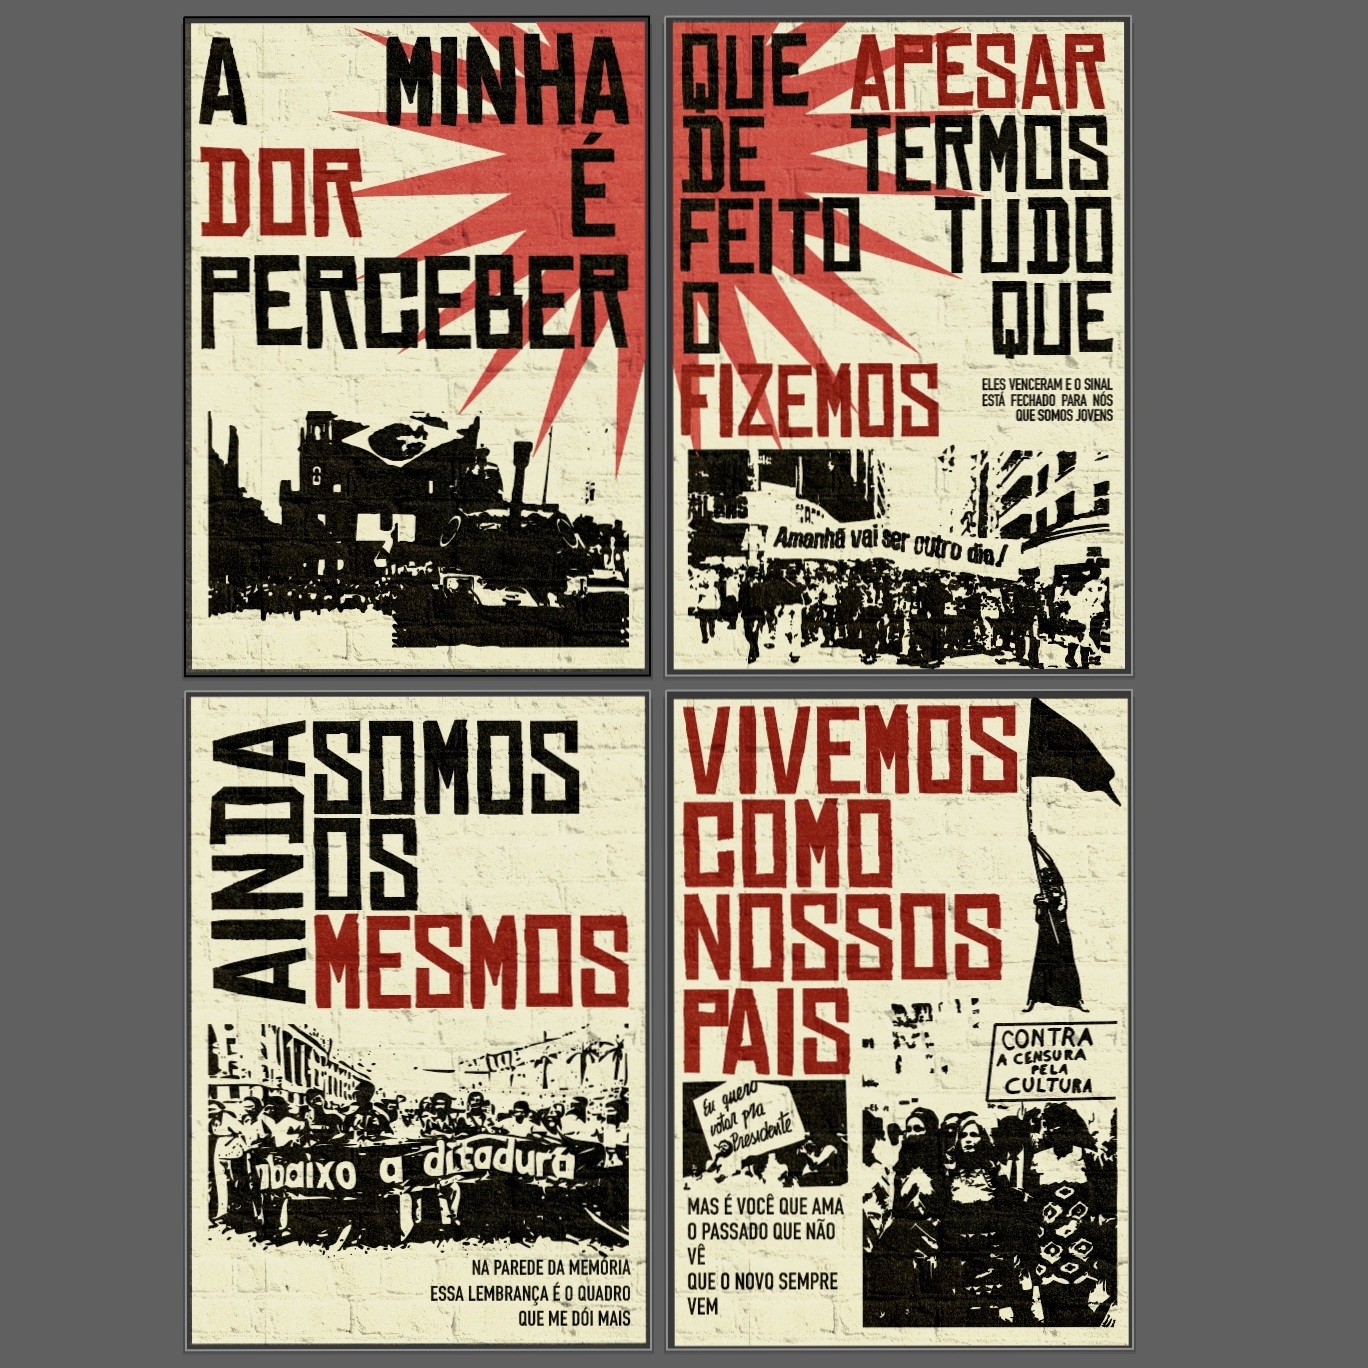 A MINHA
DOR É
PERCEBER
QUE APESAR
DE TERMOS
FEITO TUDO
O QUE
FIZEMOS
ELES VENCERAM E O SINAL
ESTÁ FECHADO PARA NÓS
QUE SOMOS JOVENS
Amanhã vai ser outro dia!
AINDA
SOMOS
OS
MESMOS
abaixo a ditadura
NA PAREDE DA MEMÓRIA
ESSA LEMBRANÇA É O QUADRO
QUE ME DÓI MAIS
VIVEMOS
COMO
NOSSOS
PAIS
CONTRA
A CENSURA
PELA
CULTURA
Eu quero
votar pra
Presidente
MAS É VOCÊ QUE AMA
O PASSADO QUE NÃO
VÊ
QUE O NOVO SEMPRE
VEM